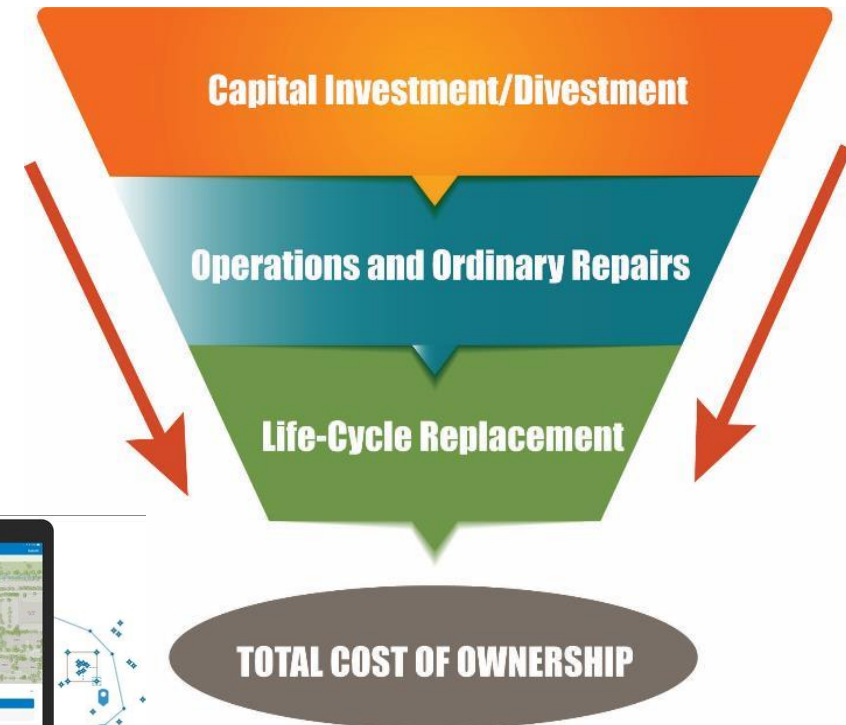 Capital Investment/Divestment
Operations and Ordinary Repairs
Life-Cycle Replacement
TOTAL COST OF OWNERSHIP